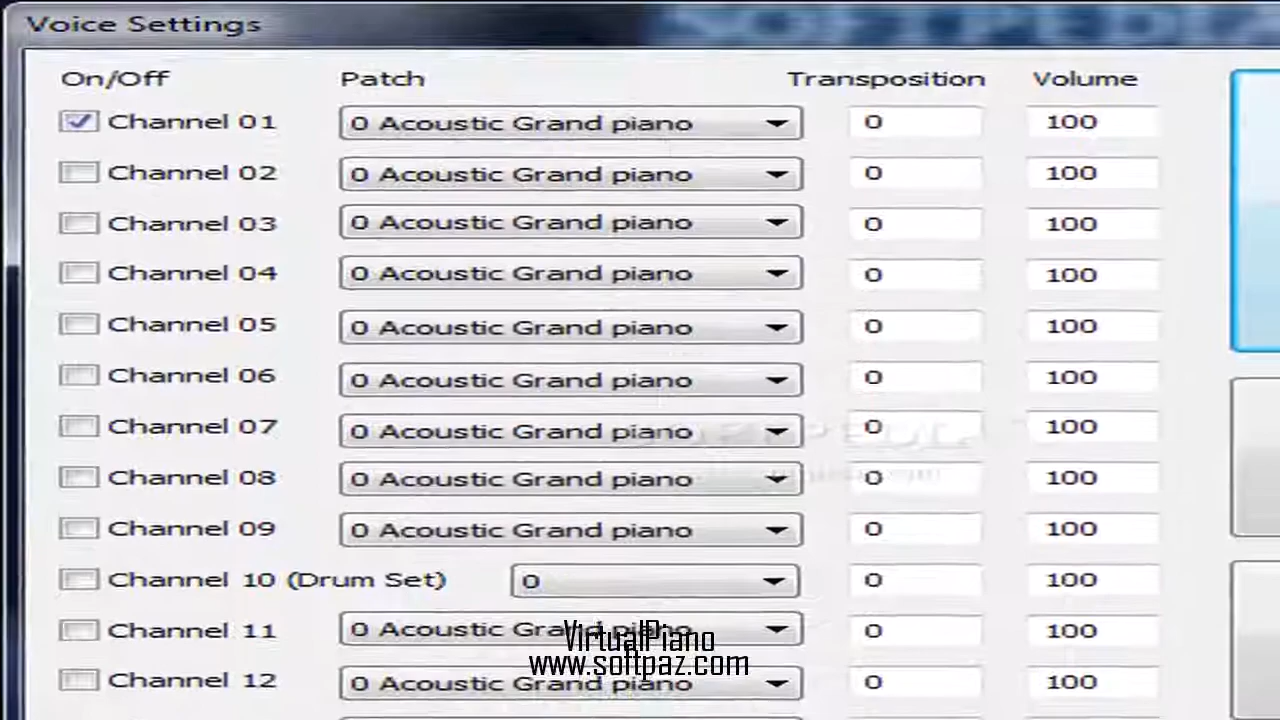 Voice Settings
SOFTPEDIA
On/Off Patch Transposition Volume
Channel 01 0 Acoustic Grand piano 0 100
Channel 02 0 Acoustic Grand piano 0 100
Channel 03 0 Acoustic Grand piano 0 100
Channel 04 0 Acoustic Grand piano 0 100
Channel 05 0 Acoustic Grand piano 0 100
Channel 06 0 Acoustic Grand piano 0 100
Channel 07 0 Acoustic Grand piano 0 100
SOFTPEDIA
Channel 08 0 Acoustic Grand piano 0 100
Channel 09 0 Acoustic Grand piano 0 100
Channel 10 (Drum Set) 0 0 100
Channel 11 0 Acoustic Grand piano 0 100
VirtualPiano
www.softpaz.com
Channel 12 0 Acoustic Grand piano 0 100